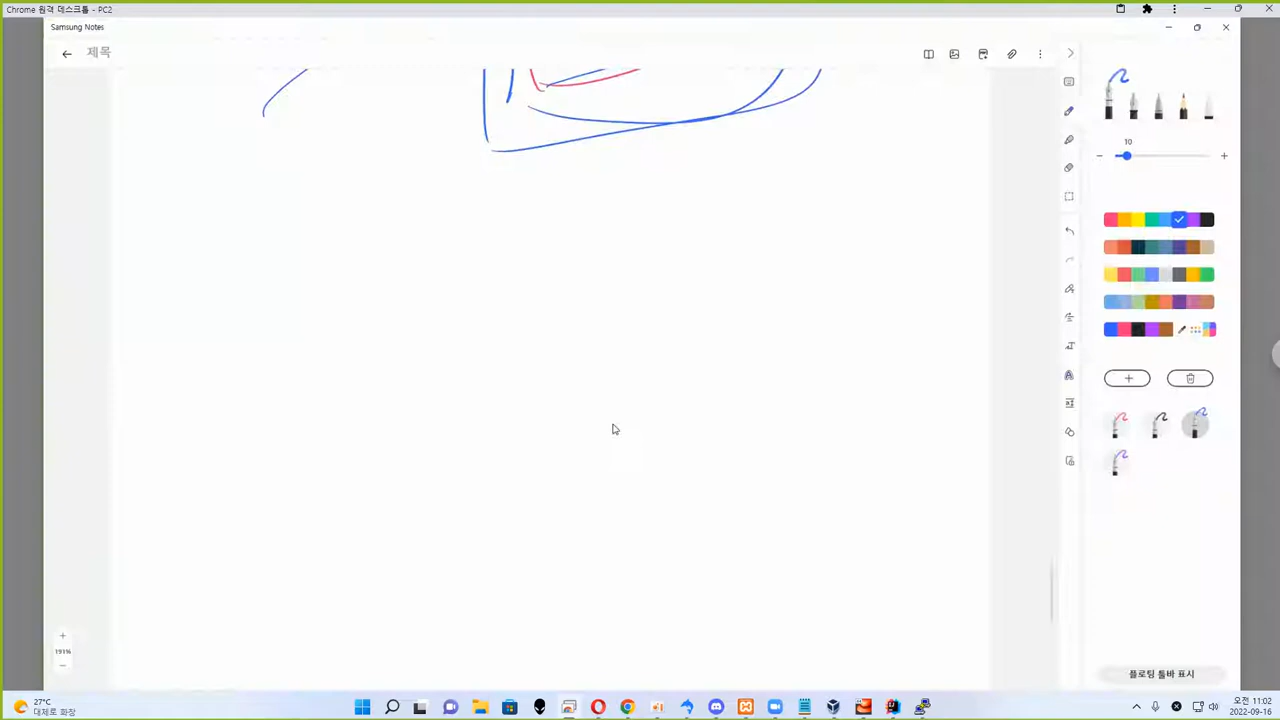 Chrome 원격 데스크톱 - PC2
Samsung Notes
제목
10
191%
플로팅 툴바 표시
27°C
대체로 화창
오전 11:02
2022-09-16